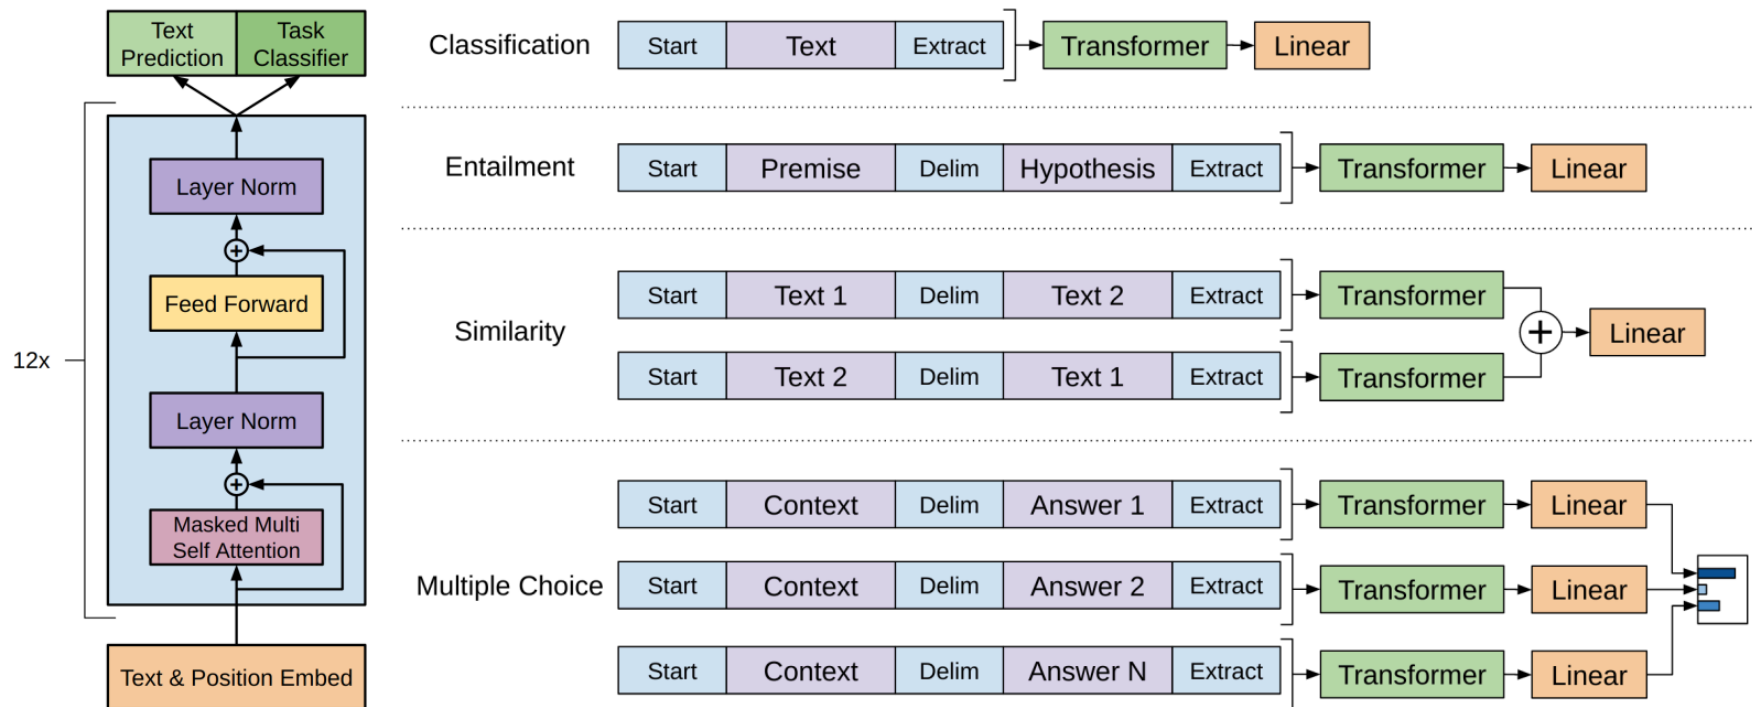 Text
Prediction
Task
Classifier
12x
Layer Norm
Feed Forward
Layer Norm
Masked Multi
Self Attention
Text & Position Embed
Classification Start Text Extract Transformer Linear
Entailment Start Premise Delim Hypothesis Extract Transformer Linear
Similarity
Start Text 1 Delim Text 2 Extract Transformer
+ Linear
Start Text 2 Delim Text 1 Extract Transformer
Multiple Choice
Start Context Delim Answer 1 Extract Transformer Linear
Start Context Delim Answer 2 Extract Transformer Linear
Start Context Delim Answer N Extract Transformer Linear